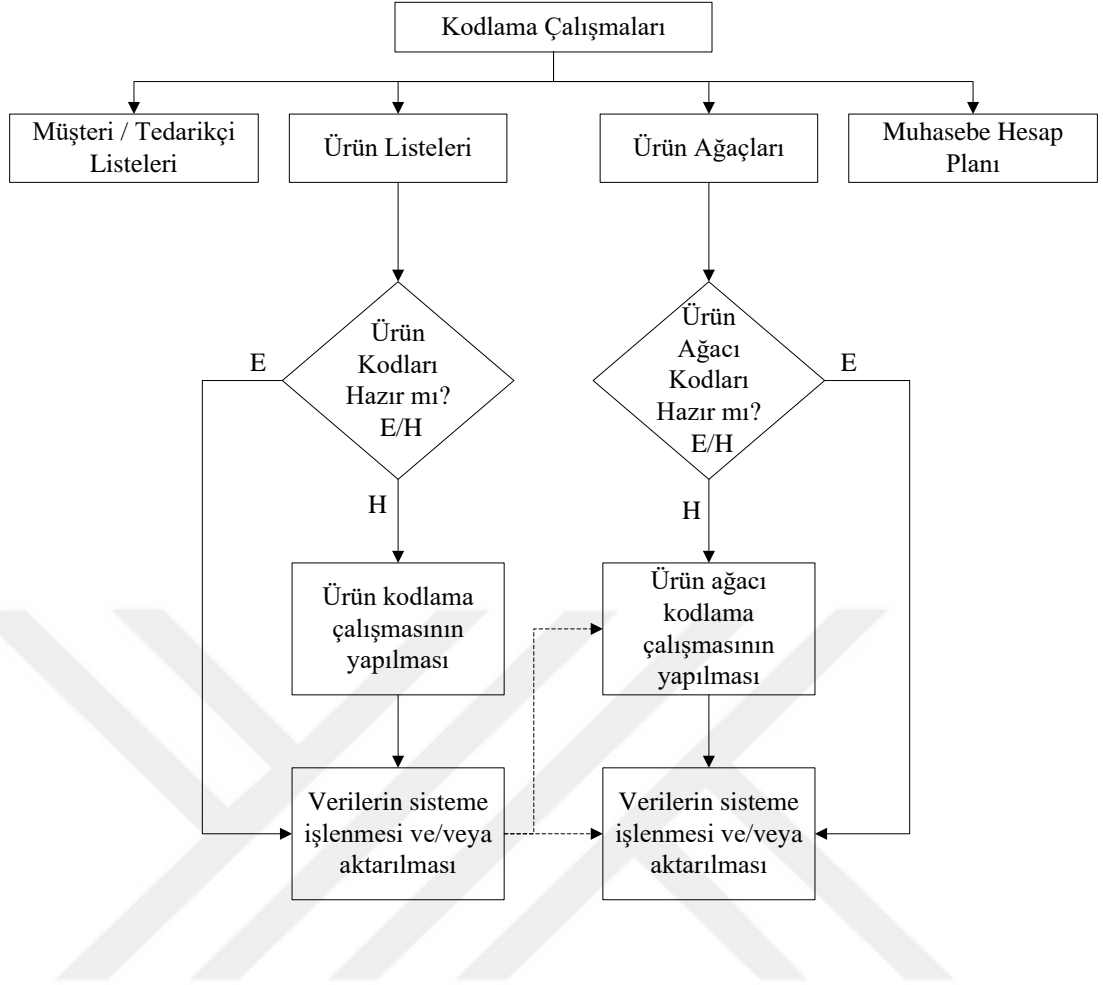 Kodlama Çalışmaları
Müşteri / Tedarikçi
Listeleri
Ürün Listeleri
Ürün Ağaçları
Muhasebe Hesap
Planı
Ürün
Kodları
Hazır mı?
E/H
Ürün
Ağacı
Kodları
Hazır mı?
E/H
E
E
H
H
Ürün kodlama
çalışmasının
yapılması
Ürün ağacı
kodlama
çalışmasının
yapılması
Verilerin sisteme
işlenmesi ve/veya
aktarılması
Verilerin sisteme
işlenmesi ve/veya
aktarılması